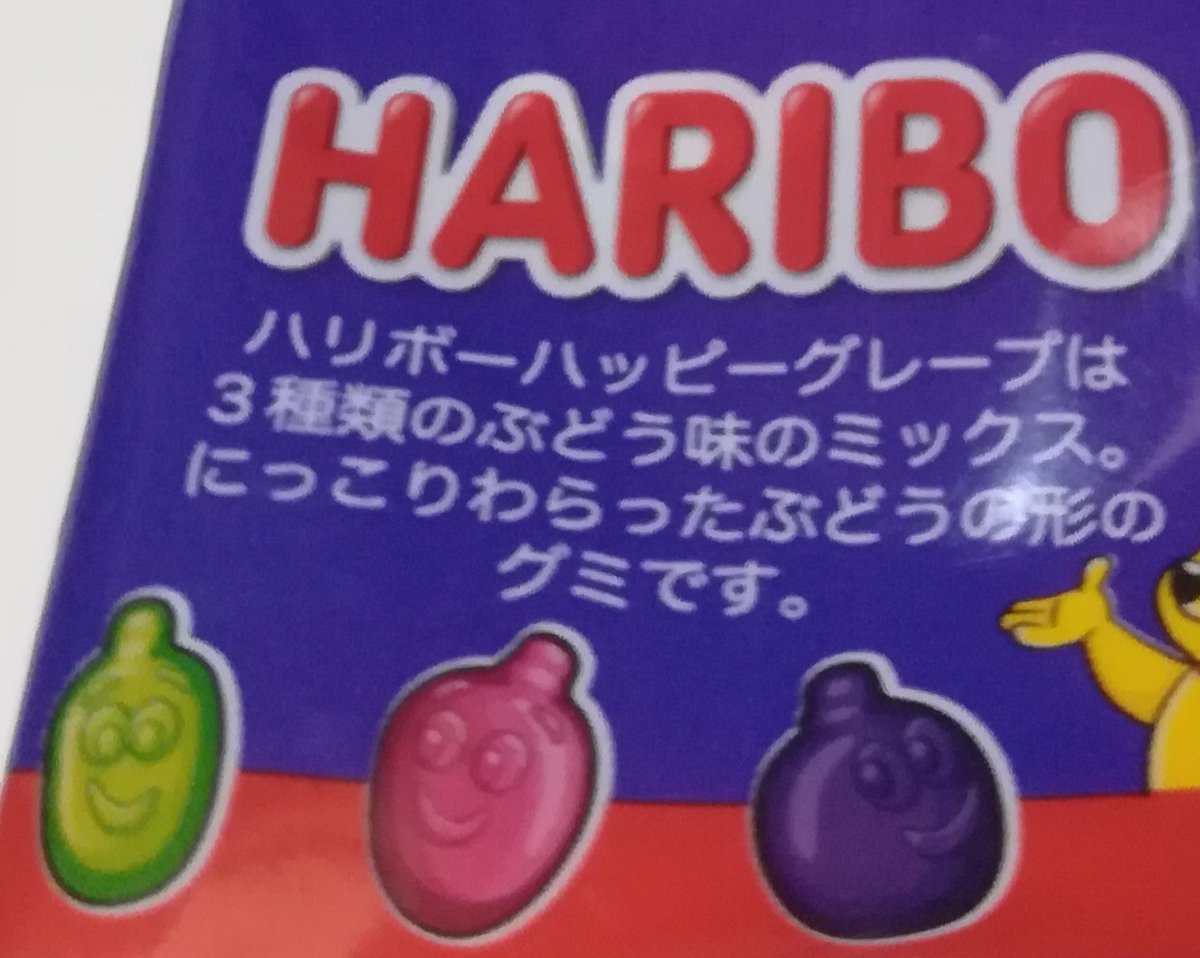 HARIBO
ハリボーハッピーグレープは
３種類のぶどう味のミックス。
にっこりわらったぶどうの形の
グミです。